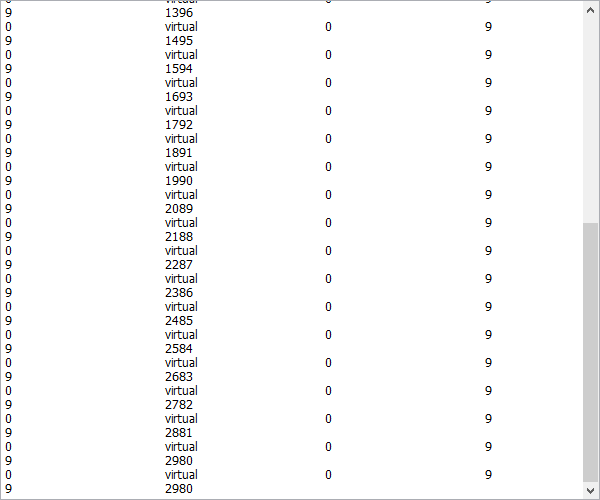 0 virtual 0 9
9 1396
0 virtual 0 9
9 1495
0 virtual 0 9
9 1594
0 virtual 0 9
9 1693
0 virtual 0 9
9 1792
0 virtual 0 9
9 1891
0 virtual 0 9
9 1990
0 virtual 0 9
9 2089
0 virtual 0 9
9 2188
0 virtual 0 9
9 2287
0 virtual 0 9
9 2386
0 virtual 0 9
9 2485
0 virtual 0 9
9 2584
0 virtual 0 9
9 2683
0 virtual 0 9
9 2782
0 virtual 0 9
9 2881
0 virtual 0 9
9 2980
0 virtual 0 9
9 2980